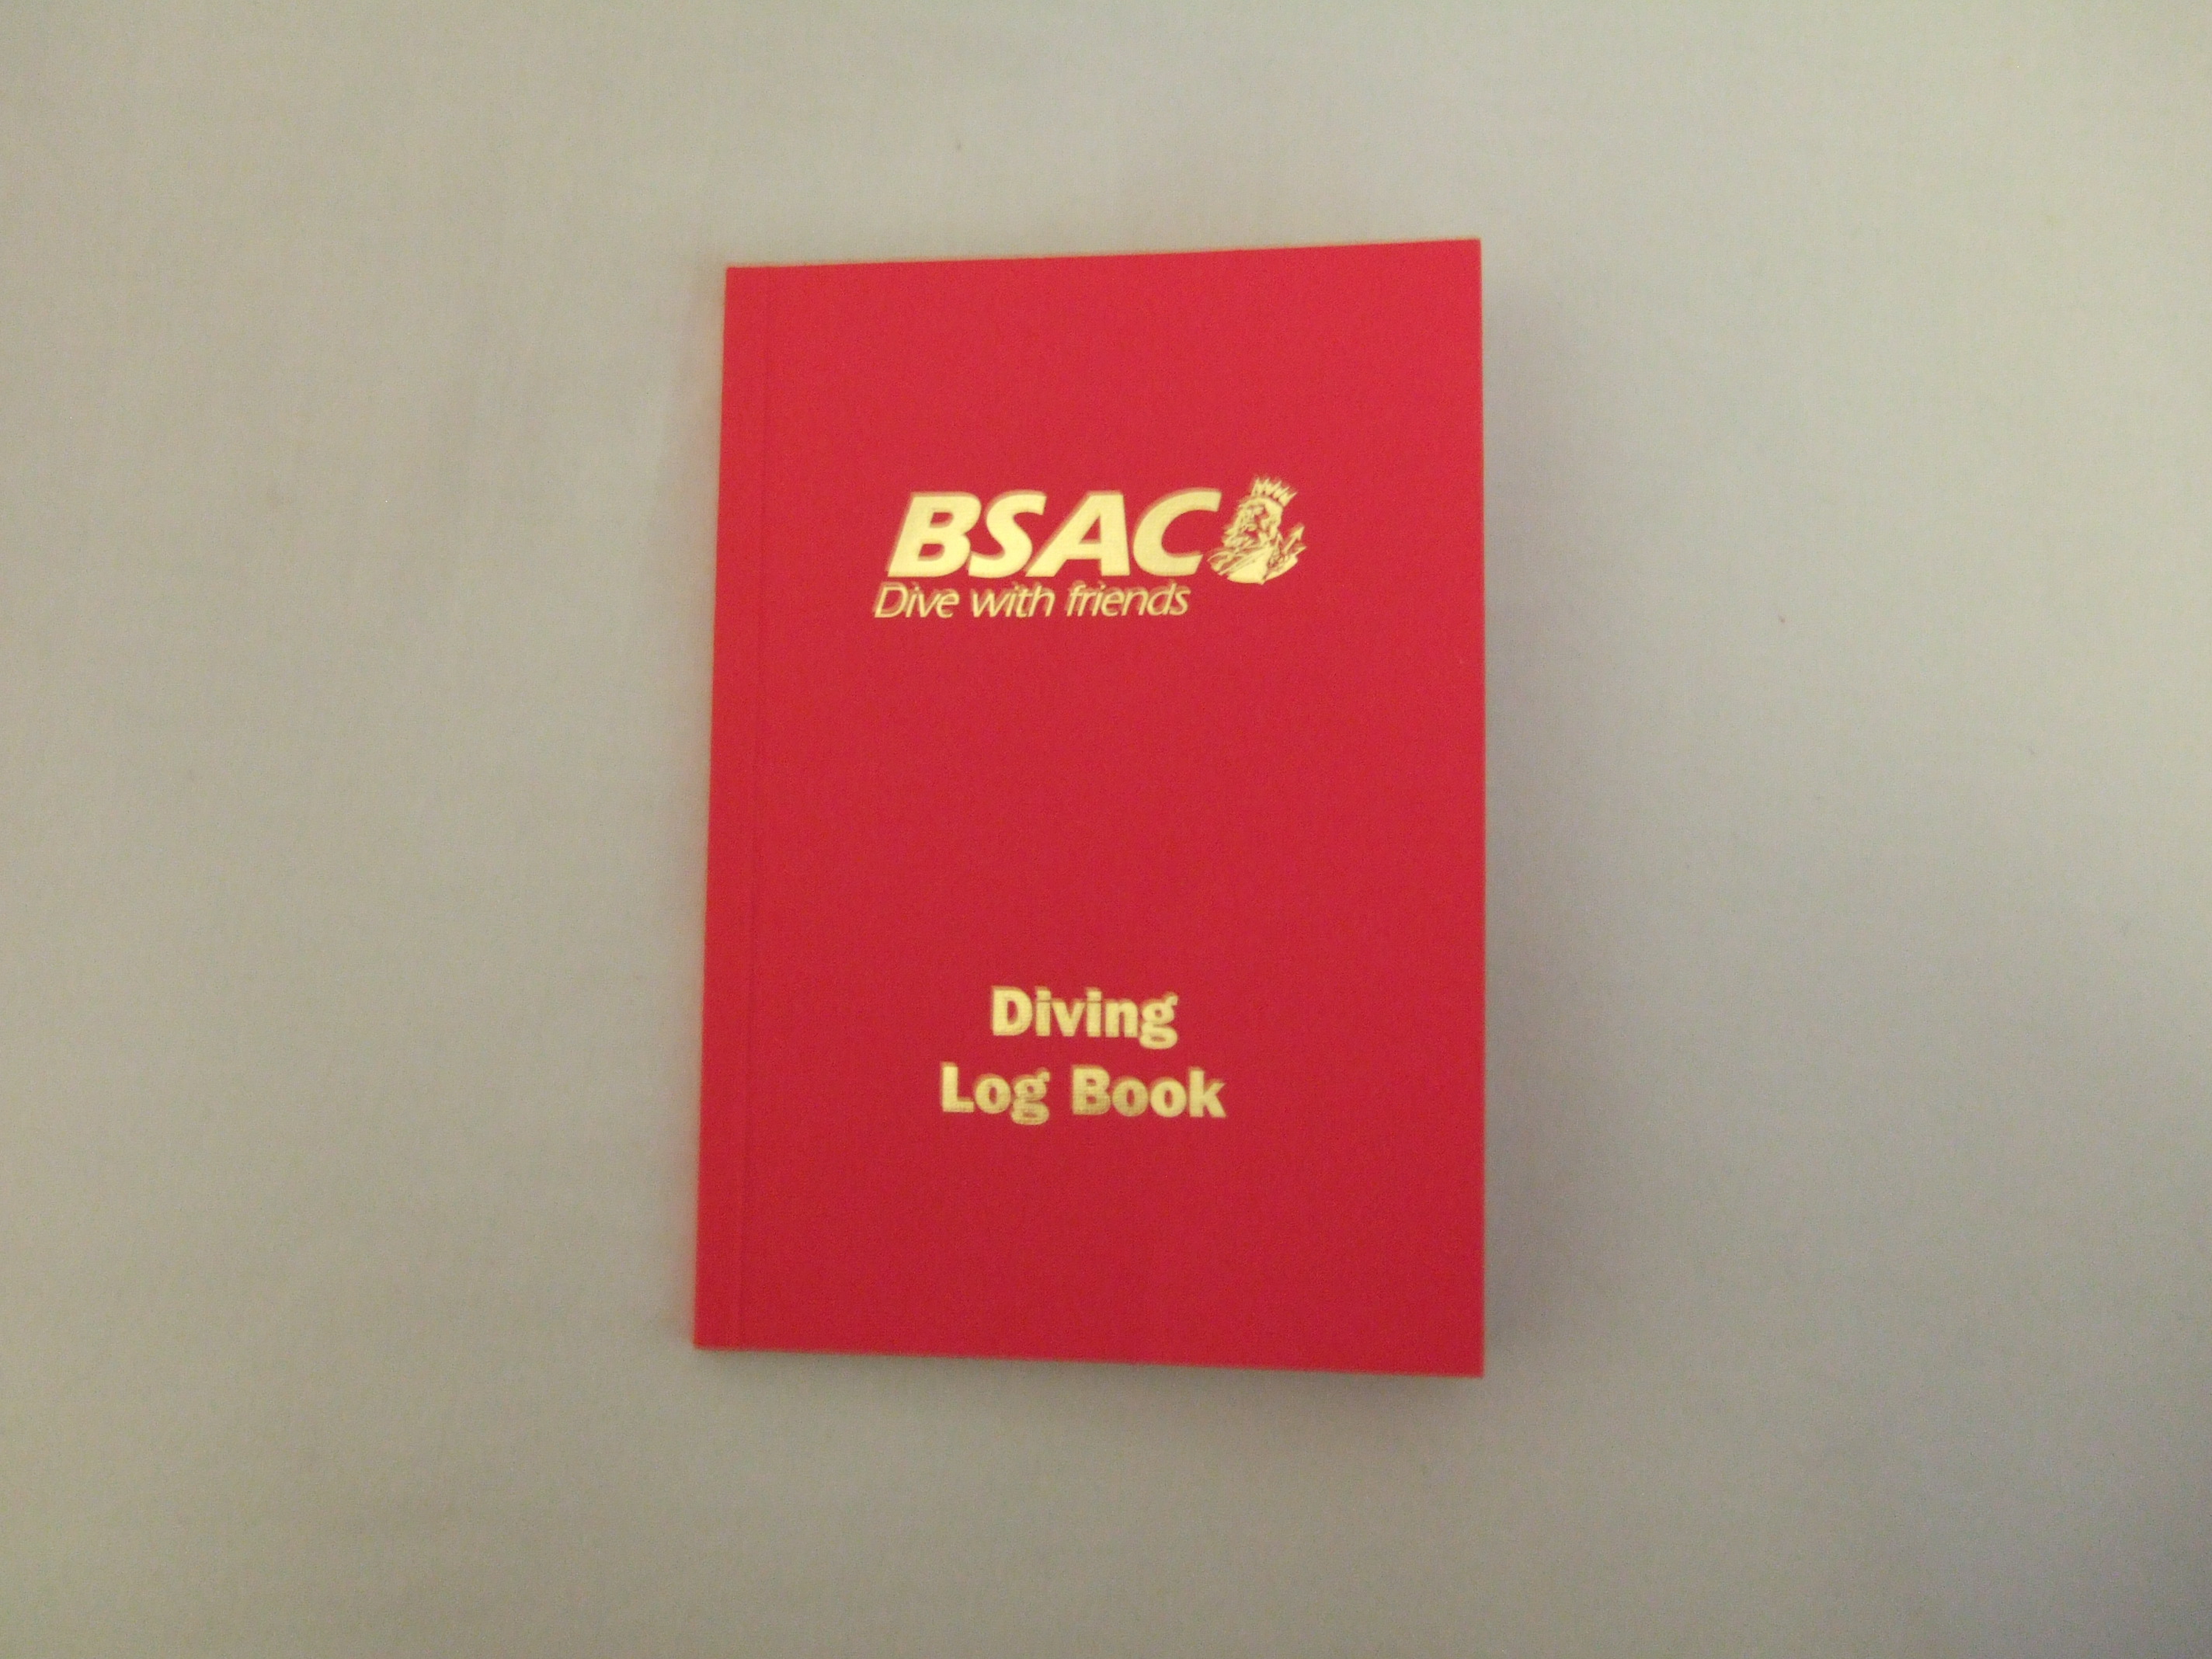 BSAC
Dive with friends
Diving
Log Book